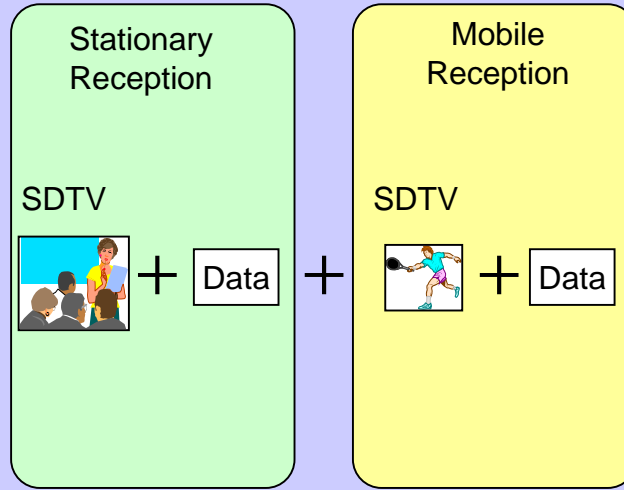 Stationary
Reception
SDTV
+ Data
+
Mobile
Reception
SDTV
+ Data